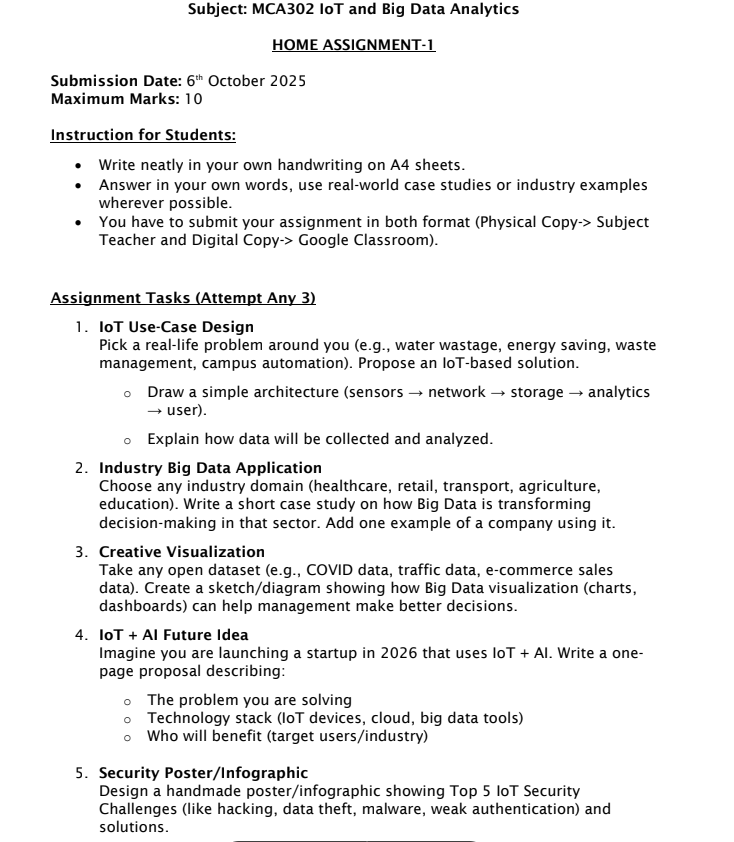 Subject: MCA302 IoT and Big Data Analytics
HOME ASSIGNMENT-1
Submission Date: 6th October 2025
Maximum Marks: 10
Instruction for Students:
• Write neatly in your own handwriting on A4 sheets.
• Answer in your own words, use real-world case studies or industry examples
wherever possible.
• You have to submit your assignment in both format (Physical Copy-> Subject
Teacher and Digital Copy-> Google Classroom).
Assignment Tasks (Attempt Any 3)
1. IoT Use-Case Design
Pick a real-life problem around you (e.g., water wastage, energy saving, waste
management, campus automation). Propose an IoT-based solution.
o Draw a simple architecture (sensors → network → storage → analytics
→ user).
o Explain how data will be collected and analyzed.
2. Industry Big Data Application
Choose any industry domain (healthcare, retail, transport, agriculture,
education). Write a short case study on how Big Data is transforming
decision-making in that sector. Add one example of a company using it.
3. Creative Visualization
Take any open dataset (e.g., COVID data, traffic data, e-commerce sales
data). Create a sketch/diagram showing how Big Data visualization (charts,
dashboards) can help management make better decisions.
4. IoT + AI Future Idea
Imagine you are launching a startup in 2026 that uses IoT + AI. Write a one-
page proposal describing:
o The problem you are solving
o Technology stack (IoT devices, cloud, big data tools)
o Who will benefit (target users/industry)
5. Security Poster/Infographic
Design a handmade poster/infographic showing Top 5 IoT Security
Challenges (like hacking, data theft, malware, weak authentication) and
solutions.